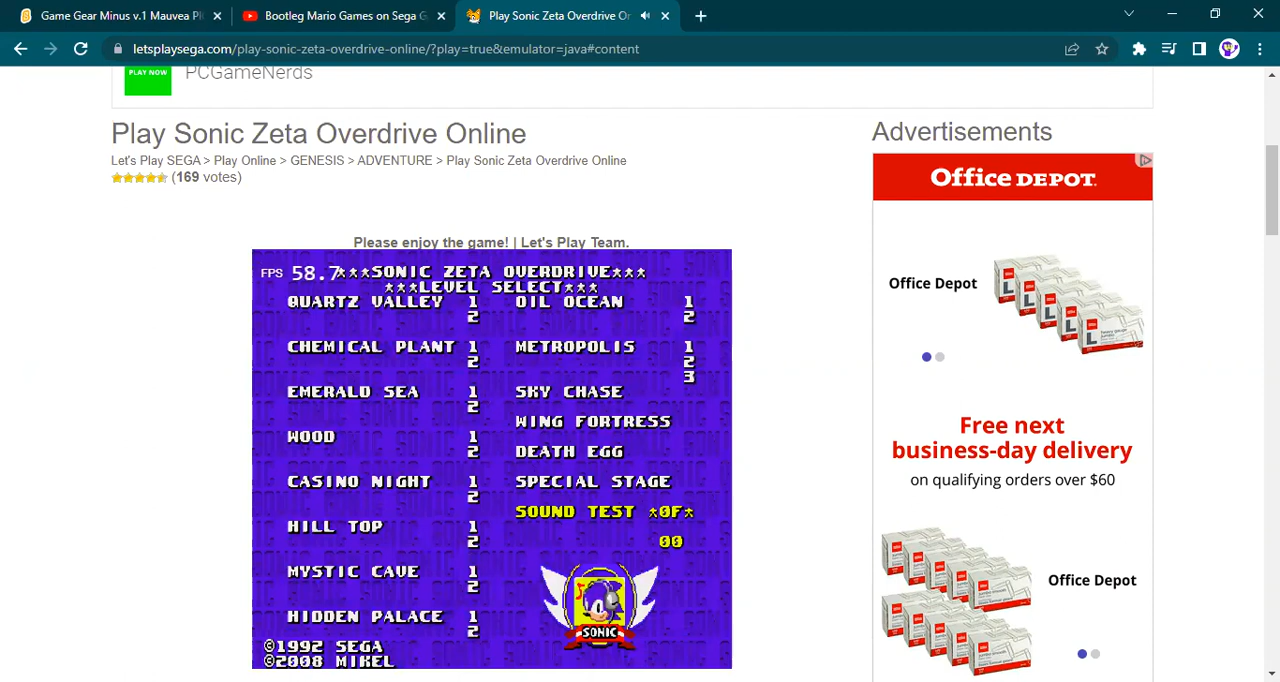 Game Gear Minus v.1 Mauvea Pl
Bootleg Mario Games on Sega G
Play Sonic Zeta Overdrive Or
letsplaysega.com/play-sonic-zeta-overdrive-online/?play=true&emulator=java#content
PLAY NOW
PCGameNerds
Play Sonic Zeta Overdrive Online
Let's Play SEGA > Play Online > GENESIS > ADVENTURE > Play Sonic Zeta Overdrive Online
(169 votes)
Please enjoy the game! | Let's Play Team.
FPS 58.7
***SONIC ZETA OVERDRIVE***
***LEVEL SELECT***
QUARTZ VALLEY 1
2
CHEMICAL PLANT 1
2
EMERALD SEA 1
2
WOOD 1
2
CASINO NIGHT 1
2
HILL TOP 1
2
MYSTIC CAVE 1
2
HIDDEN PALACE 1
2
OIL OCEAN 1
2
METROPOLIS 1
2
3
SKY CHASE
WING FORTRESS
DEATH EGG
SPECIAL STAGE
SOUND TEST *0F*
00
SONIC
©1992 SEGA
©2008 MIKEL
Advertisements
Office DEPOT.
Office Depot
Free next
business-day delivery
on qualifying orders over $60
Office Depot